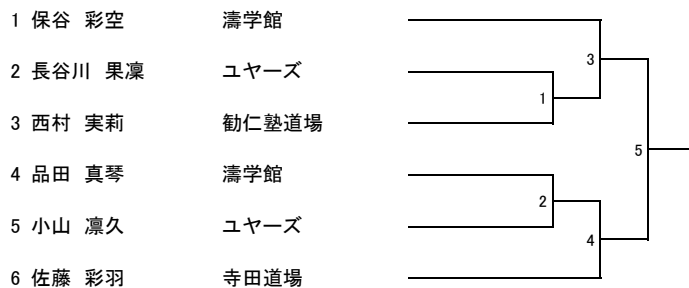 1 保谷 彩空 濤学館
3
2 長谷川 果凜 ユヤーズ
1
3 西村 実莉 勧仁塾道場
5
4 品田 真琴 濤学館
2
5 小山 凛久 ユヤーズ
4
6 佐藤 彩羽 寺田道場